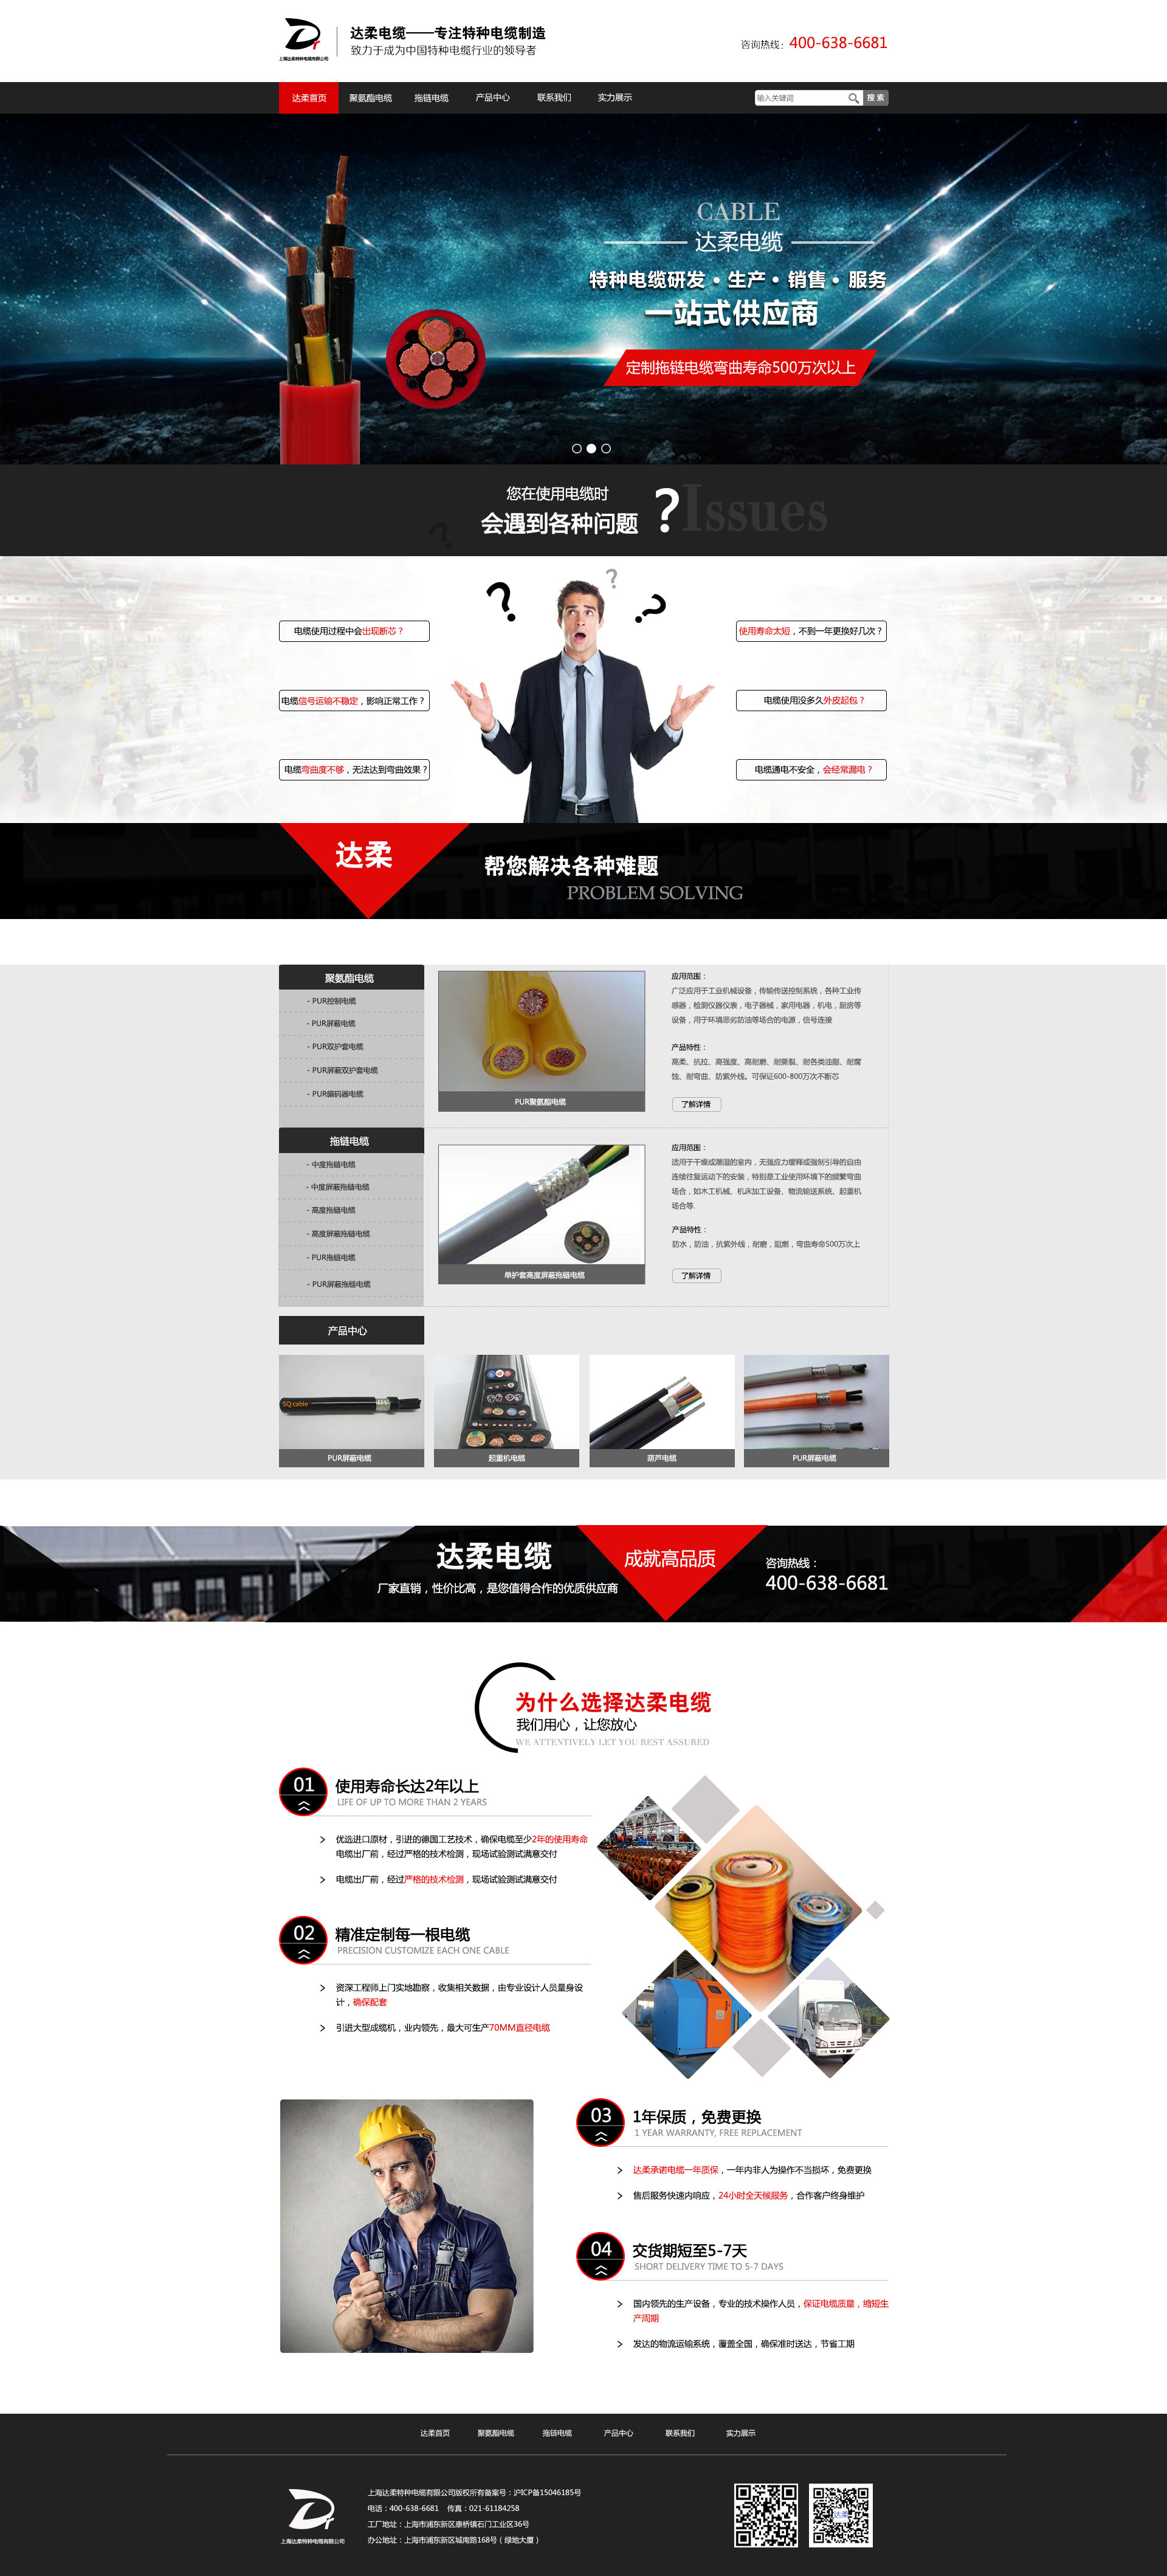 达柔电缆——专注特种电缆制造
致力于成为中国特种电缆行业的领导者
上海达柔特种电缆有限公司
咨询热线：400-638-6681
达柔首页 聚氨酯电缆 拖链电缆 产品中心 联系我们 实力展示
输入关键词 搜 索
CABLE
达柔电缆
特种电缆研发 · 生产 · 销售 · 服务
一站式供应商
定制拖链电缆弯曲寿命500万次以上
您在使用电缆时
会遇到各种问题
? Issues
电缆使用过程中会出现断芯？
使用寿命太短，不到一年更换好几次？
电缆信号运输不稳定，影响正常工作？
电缆使用没多久外皮起包？
电缆弯曲度不够，无法达到弯曲效果？
电缆通电不安全，会经常漏电？
达柔
帮您解决各种难题
PROBLEM SOLVING
聚氨酯电缆
- PUR控制电缆
- PUR屏蔽电缆
- PUR双护套电缆
- PUR屏蔽双护套电缆
- PUR编码器电缆
PUR聚氨酯电缆
应用范围：
广泛应用于工业机械设备，传输传送控制系统，各种工业传
感器，检测仪器仪表，电子器械，家用电器，机电，厨房等
设备，用于环境恶劣防油等场合的电源，信号连接
产品特性：
高柔、抗拉、高强度、高耐磨、耐撕裂、耐各类油脂、耐腐
蚀、耐弯曲、防紫外线。可保证600-800万次不断芯
了解详情
拖链电缆
- 中度拖链电缆
- 中度屏蔽拖链电缆
- 高度拖链电缆
- 高度屏蔽拖链电缆
- PUR拖链电缆
- PUR屏蔽拖链电缆
单护套高度屏蔽拖链电缆
应用范围：
适用于干燥或潮湿的室内，无强应力缓释或强制引导的自由
连续往复运动下的安装，特别是工业使用环境下的频繁弯曲
场合，如木工机械、机床加工设备、物流输送系统、起重机
场合等.
产品特性：
防水，防油，抗紫外线，耐磨，阻燃，弯曲寿命500万次上
了解详情
产品中心
SQ.cable
PUR屏蔽电缆
起重机电缆
葫芦电缆
PUR屏蔽电缆
达柔电缆
厂家直销，性价比高，是您值得合作的优质供应商
成就高品质
咨询热线：
400-638-6681
为什么选择达柔电缆
我们用心，让您放心
WE ATTENTIVELY LET YOU REST ASSURED
01
使用寿命长达2年以上
LIFE OF UP TO MORE THAN 2 YEARS
优选进口原材，引进的德国工艺技术，确保电缆至少2年的使用寿命
电缆出厂前，经过严格的技术检测，现场试验测试满意交付
电缆出厂前，经过严格的技术检测，现场试验测试满意交付
02
精准定制每一根电缆
PRECISION CUSTOMIZE EACH ONE CABLE
资深工程师上门实地勘察，收集相关数据，由专业设计人员量身设
计，确保配套
引进大型成缆机，业内领先，最大可生产70MM直径电缆
03
1年保质，免费更换
1 YEAR WARRANTY, FREE REPLACEMENT
达柔承诺电缆一年质保，一年内非人为操作不当损坏，免费更换
售后服务快速内响应，24小时全天候服务，合作客户终身维护
04
交货期短至5-7天
SHORT DELIVERY TIME TO 5-7 DAYS
国内领先的生产设备，专业的技术操作人员，保证电缆质量，缩短生
产周期
发达的物流运输系统，覆盖全国，确保准时送达，节省工期
达柔首页 聚氨酯电缆 拖链电缆 产品中心 联系我们 实力展示
上海达柔特种电缆有限公司
上海达柔特种电缆有限公司版权所有备案号：沪ICP备15046185号
电话：400-638-6681 传真：021-61184258
工厂地址：上海市浦东新区康桥镇石门工业区36号
办公地址：上海市浦东新区城南路168号（绿地大厦）
达柔